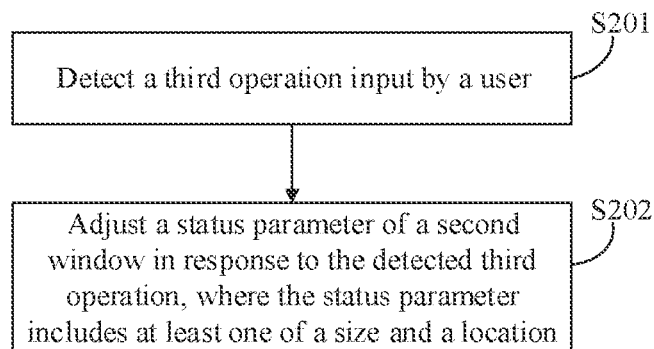 S201
Detect a third operation input by a user
S202
Adjust a status parameter of a second
window in response to the detected third
operation, where the status parameter
includes at least one of a size and a location